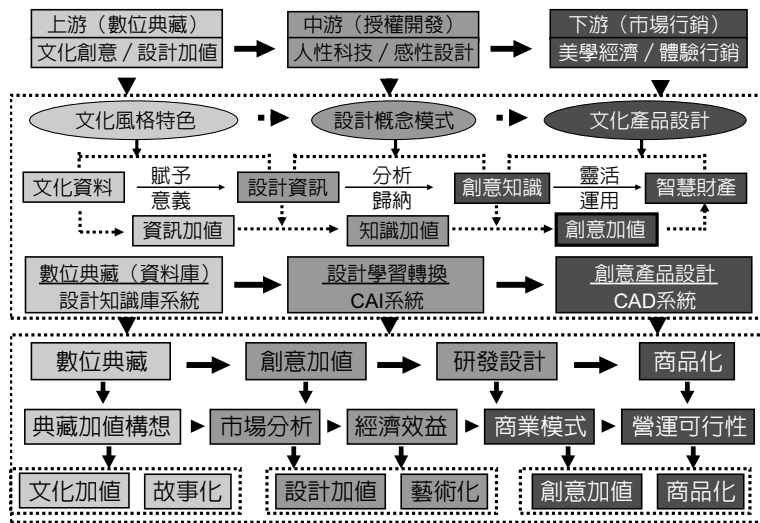 上游（數位典藏）
文化創意 / 設計加值
中游（授權開發）
人性科技 / 感性設計
下游（市場行銷）
美學經濟 / 體驗行銷
文化風格特色
設計概念模式
文化產品設計
文化資料
賦予
意義
設計資訊
分析
歸納
創意知識
靈活
運用
智慧財產
資訊加值
知識加值
創意加值
數位典藏（資料庫）
設計知識庫系統
設計學習轉換
CAI系統
創意產品設計
CAD系統
數位典藏
創意加值
研發設計
商品化
典藏加值構想
市場分析
經濟效益
商業模式
營運可行性
文化加值
故事化
設計加值
藝術化
創意加值
商品化